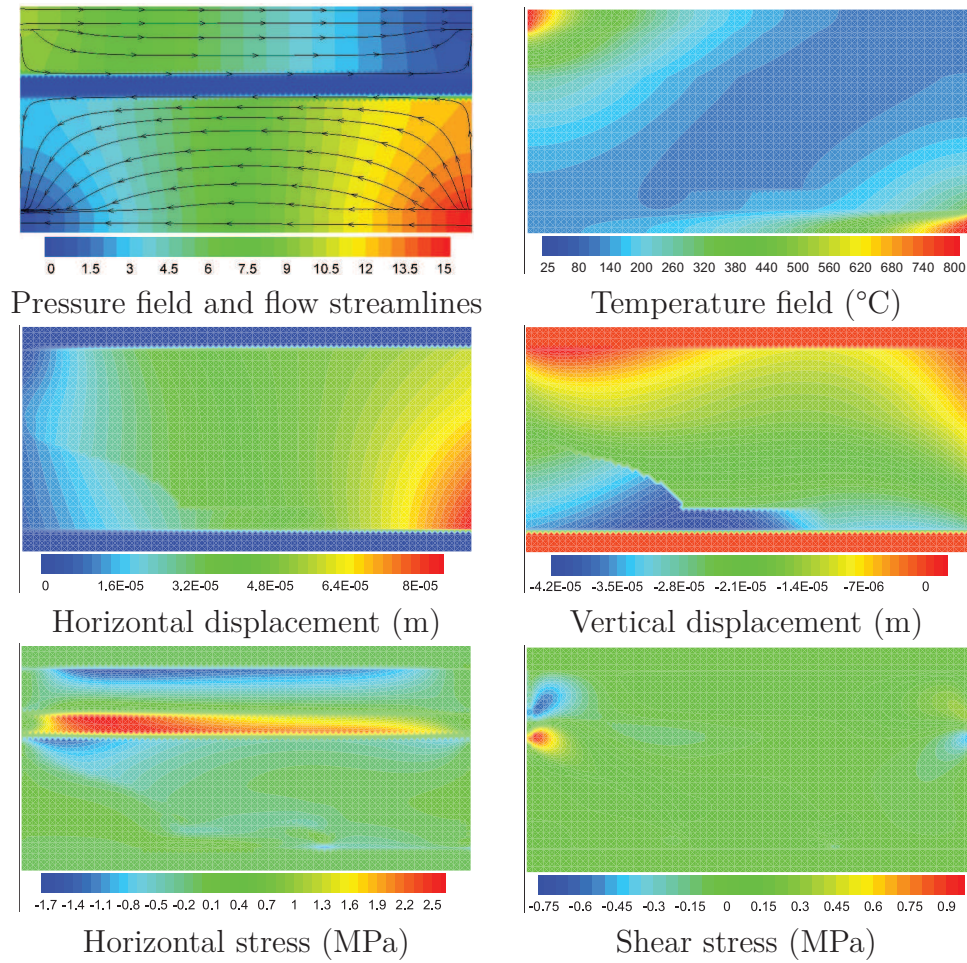 0 1.5 3 4.5 6 7.5 9 10.5 12 13.5 15
25 80 140 200 260 320 380 440 500 560 620 680 740 800
Pressure field and flow streamlines
Temperature field (°C)
0 1.6E-05 3.2E-05 4.8E-05 6.4E-05 8E-05
-4.2E-05 -3.5E-05 -2.8E-05 -2.1E-05 -1.4E-05 -7E-06 0
Horizontal displacement (m)
Vertical displacement (m)
-1.7 -1.4 -1.1 -0.8 -0.5 -0.2 0.1 0.4 0.7 1 1.3 1.6 1.9 2.2 2.5
-0.75 -0.6 -0.45 -0.3 -0.15 0 0.15 0.3 0.45 0.6 0.75 0.9
Horizontal stress (MPa)
Shear stress (MPa)